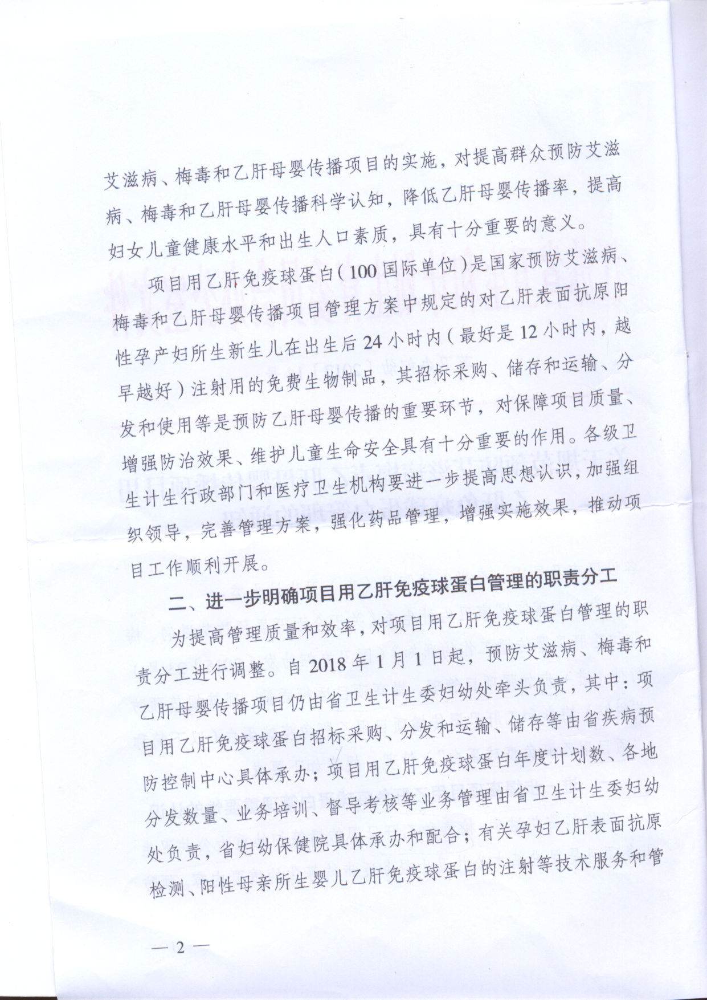 艾滋病、梅毒和乙肝母婴传播项目的实施，对提高群众预防艾滋
病、梅毒和乙肝母婴传播科学认知，降低乙肝母婴传播率，提高
妇女儿童健康水平和出生人口素质，具有十分重要的意义。
项目用乙肝免疫球蛋白（100国际单位）是国家预防艾滋病、
梅毒和乙肝母婴传播项目管理方案中规定的对乙肝表面抗原阳
性孕产妇所生新生儿在出生后24小时内（最好是12小时内，越
早越好）注射用的免费生物制品，其招标采购、储存和运输、分
发和使用等是预防乙肝母婴传播的重要环节，对保障项目质量、
增强防治效果、维护儿童生命安全具有十分重要的作用。各级卫
生计生行政部门和医疗卫生机构要进一步提高思想认识，加强组
织领导，完善管理方案，强化药品管理，增强实施效果，推动项
目工作顺利开展。
二、进一步明确项目用乙肝免疫球蛋白管理的职责分工
为提高管理质量和效率，对项目用乙肝免疫球蛋白管理的职
责分工进行调整。自2018年1月1日起，预防艾滋病、梅毒和
乙肝母婴传播项目仍由省卫生计生委妇幼处牵头负责，其中：项
目用乙肝免疫球蛋白招标采购、分发和运输、储存等由省疾病预
防控制中心具体承办；项目用乙肝免疫球蛋白年度计划数、各地
分发数量、业务培训、督导考核等业务管理由省卫生计生委妇幼
处负责，省妇幼保健院具体承办和配合；有关孕妇乙肝表面抗原
检测、阳性母亲所生婴儿乙肝免疫球蛋白的注射等技术服务和管
— 2 —